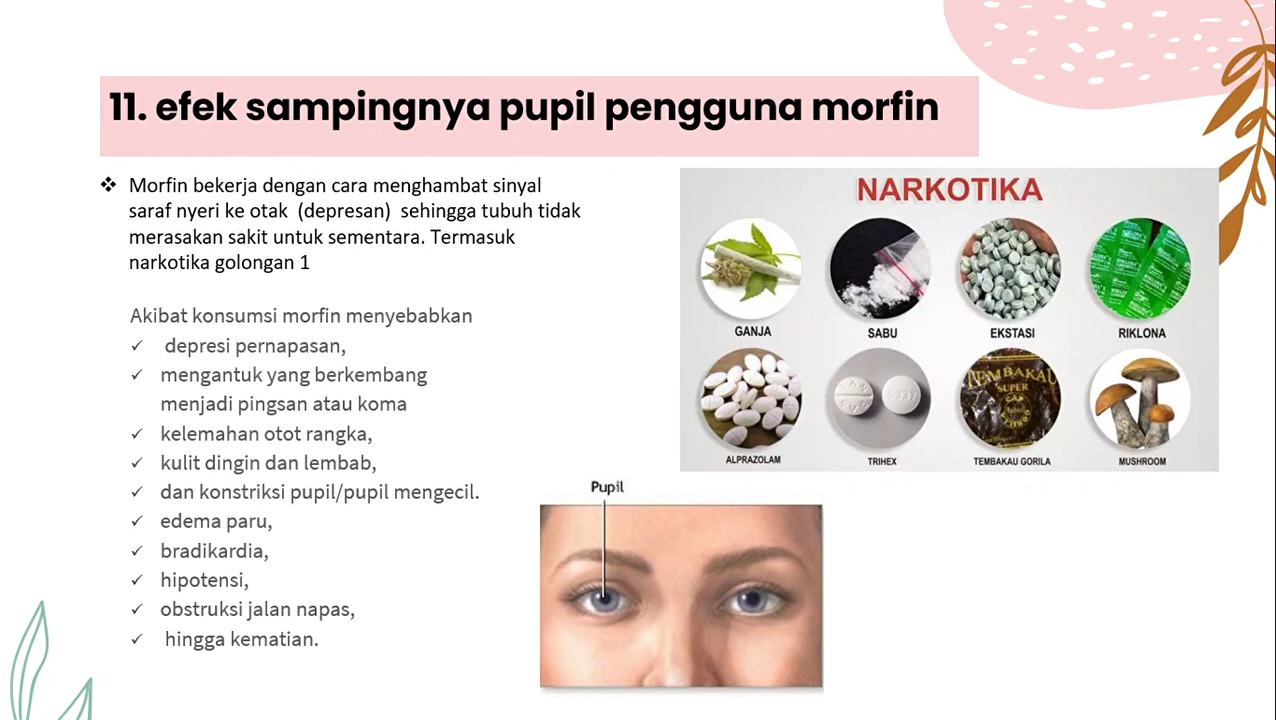 11. efek sampingnya pupil pengguna morfin
❖ Morfin bekerja dengan cara menghambat sinyal
saraf nyeri ke otak (depresan) sehingga tubuh tidak
merasakan sakit untuk sementara. Termasuk
narkotika golongan 1
Akibat konsumsi morfin menyebabkan
✓ depresi pernapasan,
✓ mengantuk yang berkembang
menjadi pingsan atau koma
✓ kelemahan otot rangka,
✓ kulit dingin dan lembab,
✓ dan konstriksi pupil/pupil mengecil.
✓ edema paru,
✓ bradikardia,
✓ hipotensi,
✓ obstruksi jalan napas,
✓ hingga kematian.
NARKOTIKA
GANJA
SABU
EKSTASI
RIKLONA
TEMBAKAU
SUPER
CAP
ALPRAZOLAM
TRIHEX
TEMBAKAU GORILA
MUSHROOM
Pupil